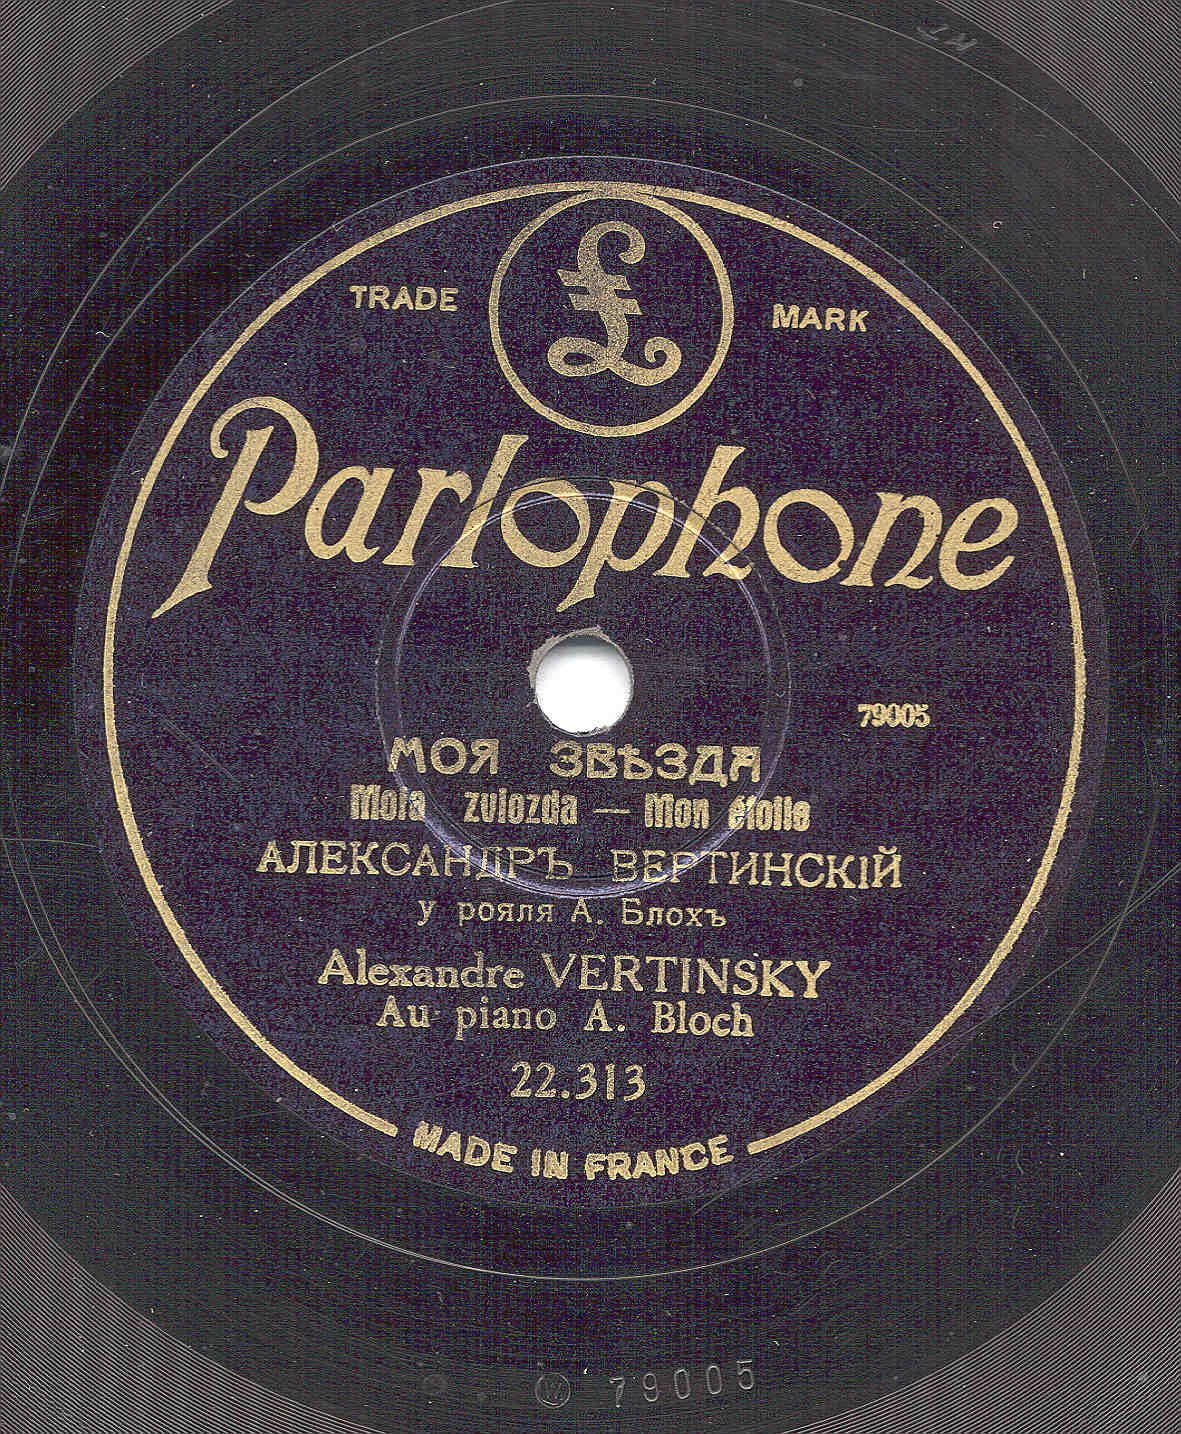 TRADE MARK
£
Parlophone
79005
МОЯ ЗВѢЗДА
Moia zviozda — Mon étoile
АЛЕКСАНДРЪ ВЕРТИНСКІЙ
у рояля А. Блохъ
Alexandre VERTINSKY
Au piano A. Bloch
22.313
MADE IN FRANCE
W 79005